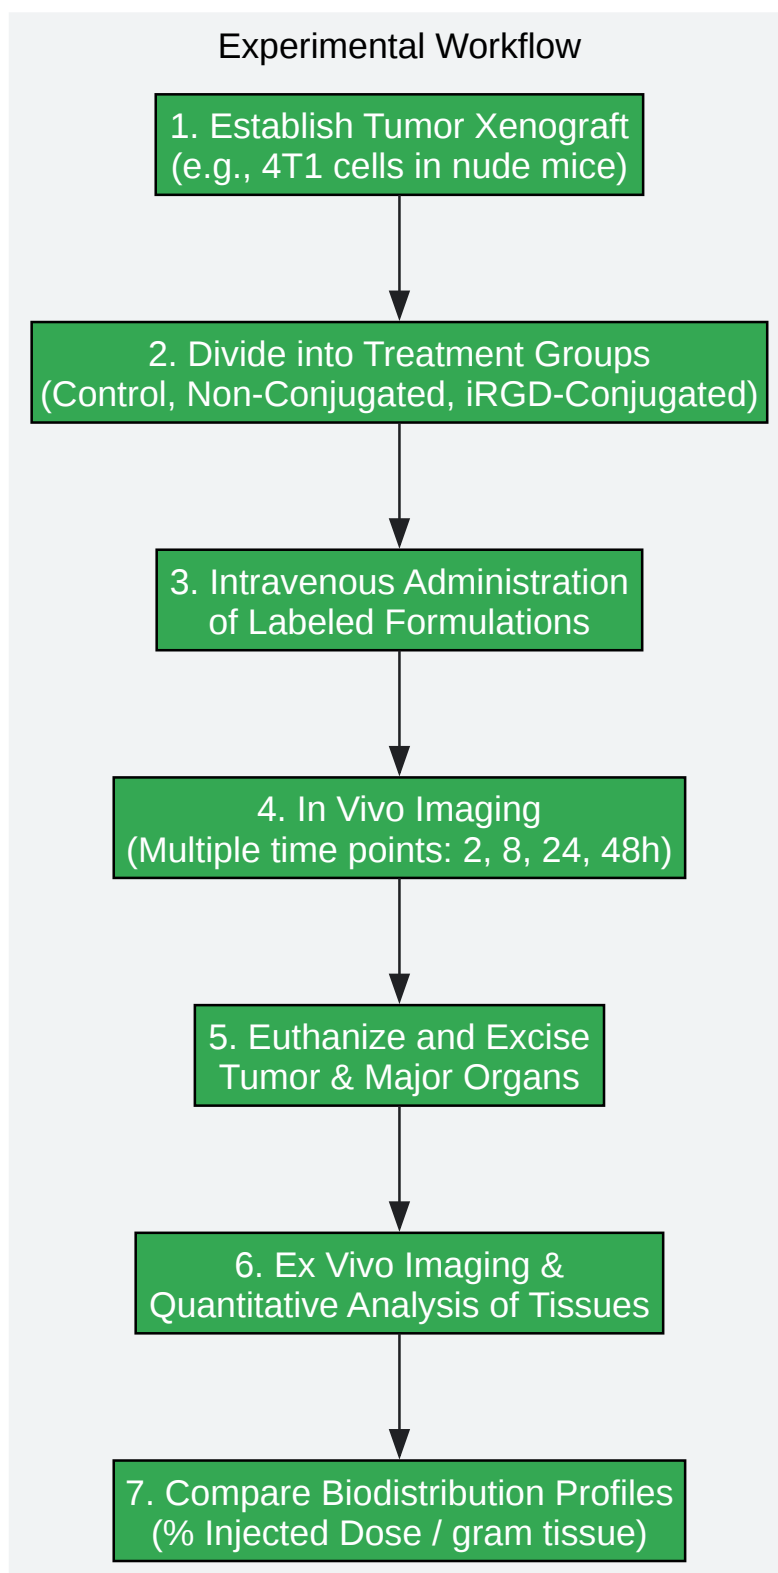 Experimental Workflow
1. Establish Tumor Xenograft
(e.g., 4T1 cells in nude mice)
2. Divide into Treatment Groups
(Control, Non-Conjugated, iRGD-Conjugated)
3. Intravenous Administration
of Labeled Formulations
4. In Vivo Imaging
(Multiple time points: 2, 8, 24, 48h)
5. Euthanize and Excise
Tumor & Major Organs
6. Ex Vivo Imaging &
Quantitative Analysis of Tissues
7. Compare Biodistribution Profiles
(% Injected Dose / gram tissue)